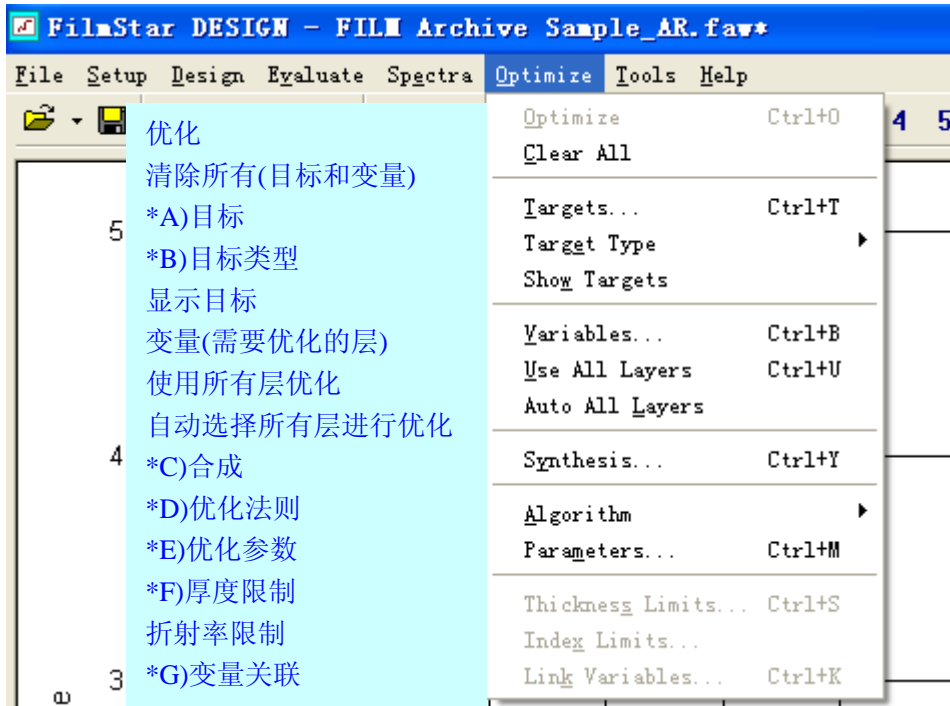 FilmStar DESIGN - FILM Archive Sample_AR.faw*
File Setup Design Evaluate Spectra Optimize Tools Help
4 5
优化
清除所有(目标和变量)
*A)目标
*B)目标类型
显示目标
变量(需要优化的层)
使用所有层优化
自动选择所有层进行优化
*C)合成
*D)优化法则
*E)优化参数
*F)厚度限制
折射率限制
*G)变量关联
Optimize Ctrl+O
Clear All
Targets... Ctrl+T
Target Type
Show Targets
Variables... Ctrl+B
Use All Layers Ctrl+U
Auto All Layers
Synthesis... Ctrl+Y
Algorithm
Parameters... Ctrl+M
Thickness Limits... Ctrl+S
Index Limits...
Link Variables... Ctrl+K
5
4
3